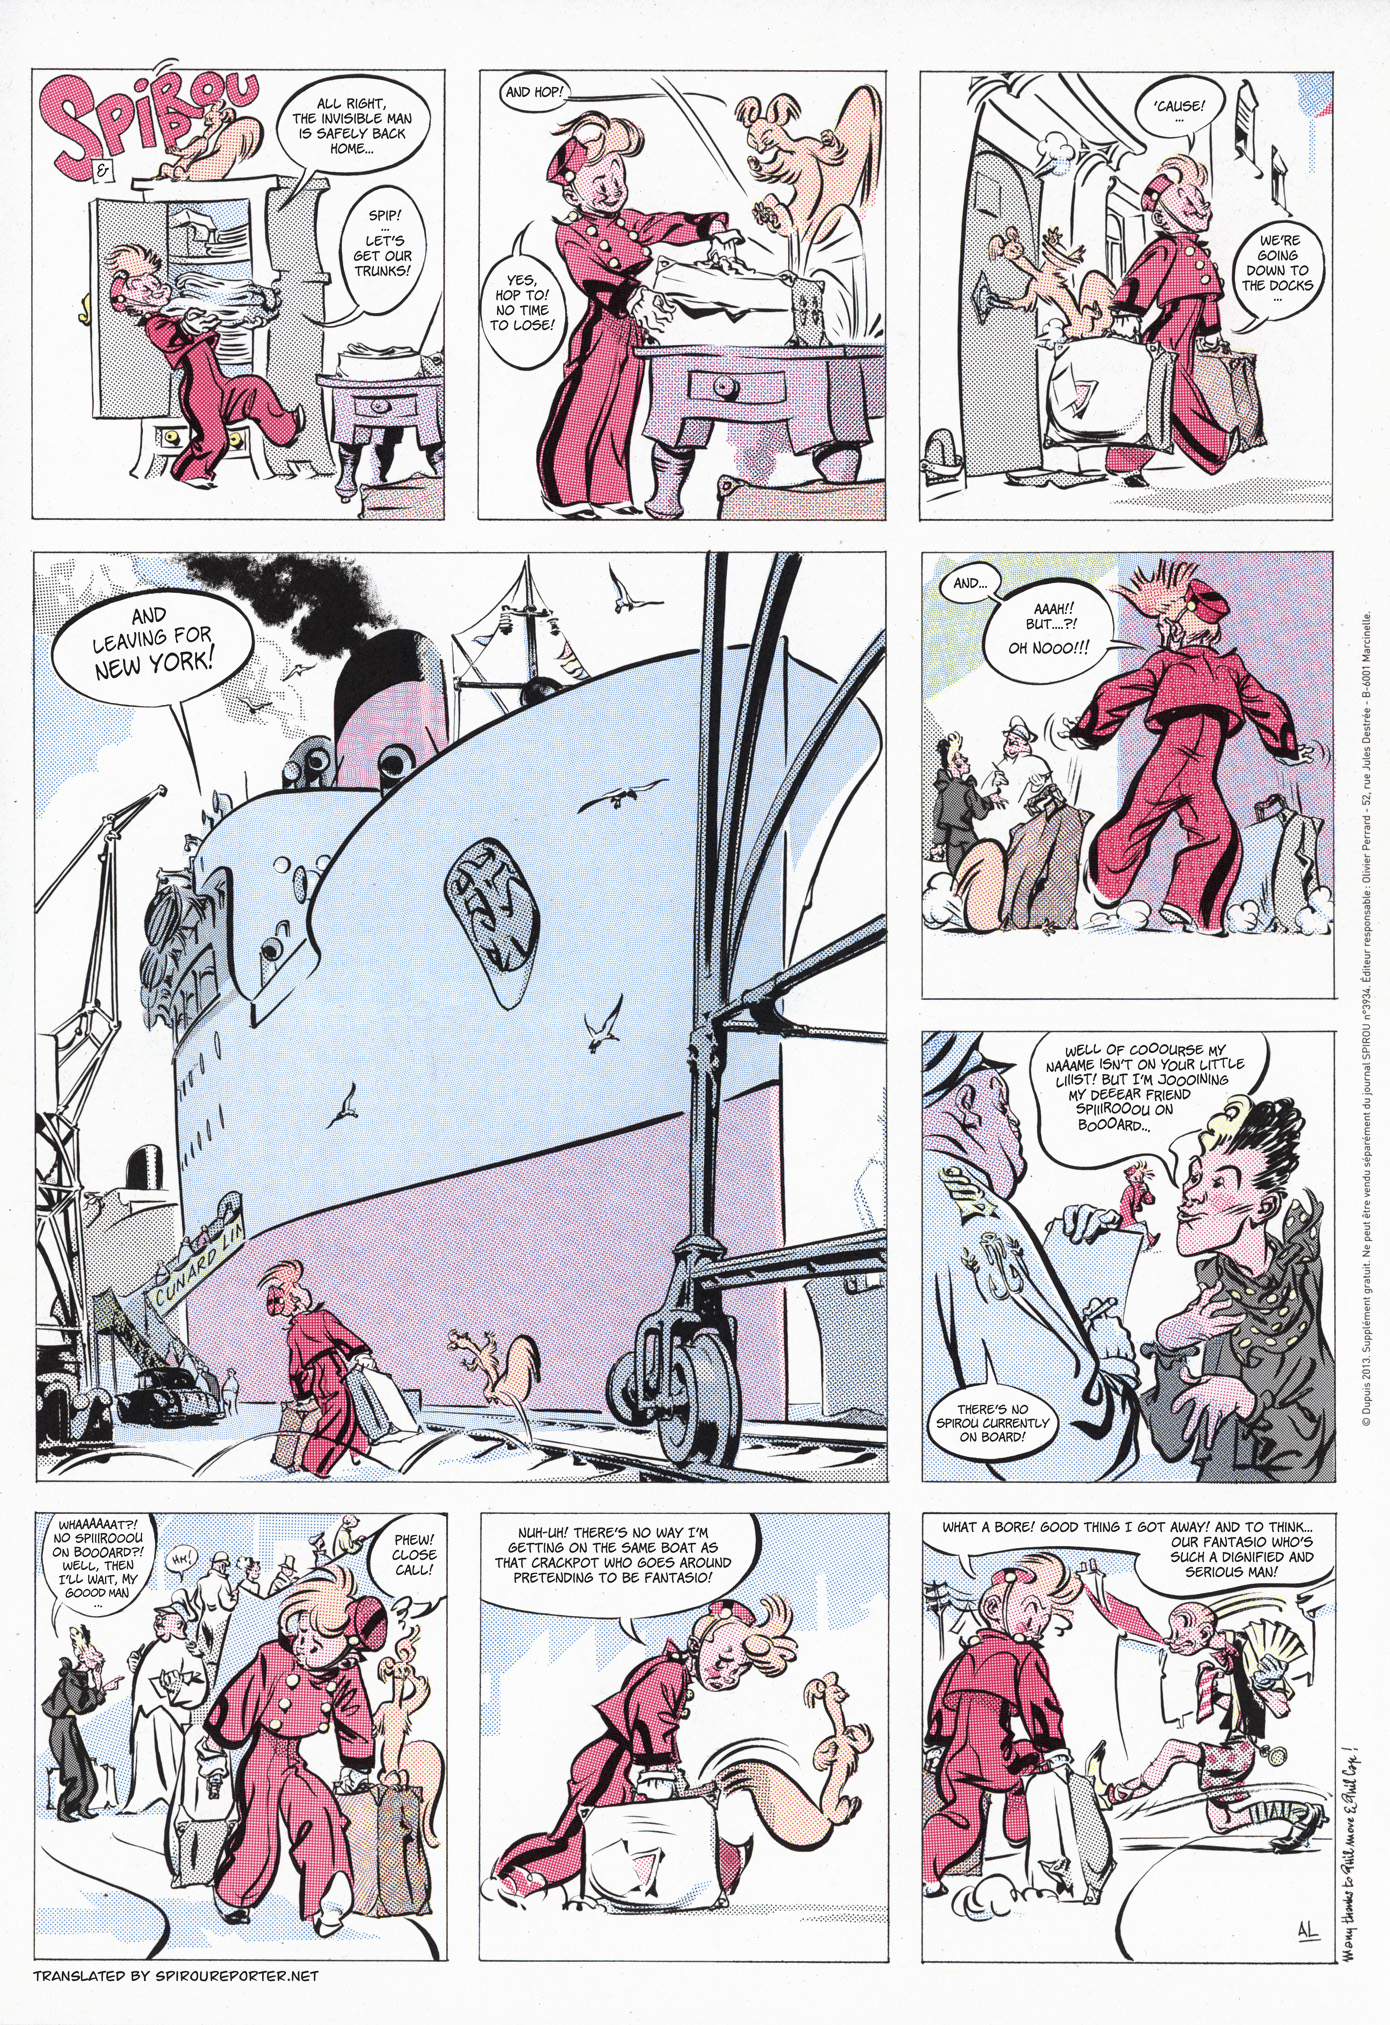 SPIROU
&
ALL RIGHT,
THE INVISIBLE MAN
IS SAFELY BACK
HOME...
SPIP!
...
LET'S
GET OUR
TRUNKS!
AND HOP!
YES,
HOP TO!
NO TIME
TO LOSE!
'CAUSE!
...
WE'RE
GOING
DOWN TO
THE DOCKS
...
AND
LEAVING FOR
NEW YORK!
CUNARD LIN
AND...
AAAH!!
BUT....?!
OH NOOO!!!
WELL OF COOOURSE MY
NAAAME ISN'T ON YOUR LITTLE
LIIIST! BUT I'M JOOOINING
MY DEEEAR FRIEND
SPIIIROOOU ON
BOOOARD...
THERE'S NO
SPIROU CURRENTLY
ON BOARD!
WHAAAAAAT?!
NO SPIIIROOOU
ON BOOOARD?!
WELL, THEN
I'LL WAIT, MY
GOOOD MAN
...
HH!
PHEW!
CLOSE
CALL!
NUH-UH! THERE'S NO WAY I'M
GETTING ON THE SAME BOAT AS
THAT CRACKPOT WHO GOES AROUND
PRETENDING TO BE FANTASIO!
WHAT A BORE! GOOD THING I GOT AWAY! AND TO THINK...
OUR FANTASIO WHO'S
SUCH A DIGNIFIED AND
SERIOUS MAN!
AL
Many thanks to Phil Move & Phil Cope!
© Dupuis 2013. Supplément gratuit. Ne peut être vendu séparément du journal SPIROU n°3934. Éditeur responsable : Olivier Perrard - 52, rue Jules Destrée - B-6001 Marcinelle.
TRANSLATED BY SPIROUREPORTER.NET